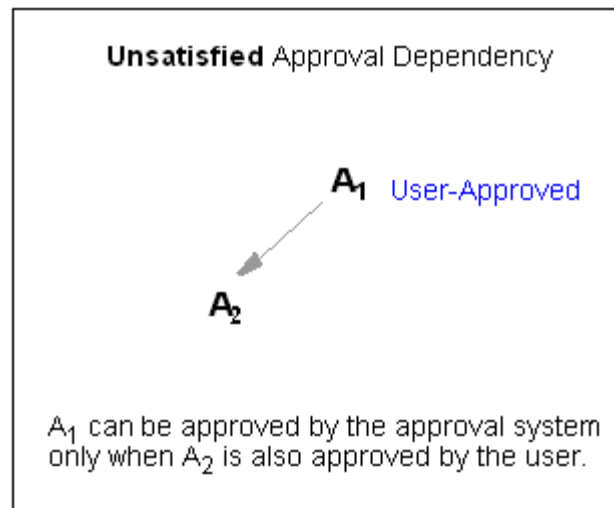 Unsatisfied Approval Dependency
A₁ User-Approved
A₂
A₁ can be approved by the approval system
only when A₂ is also approved by the user.